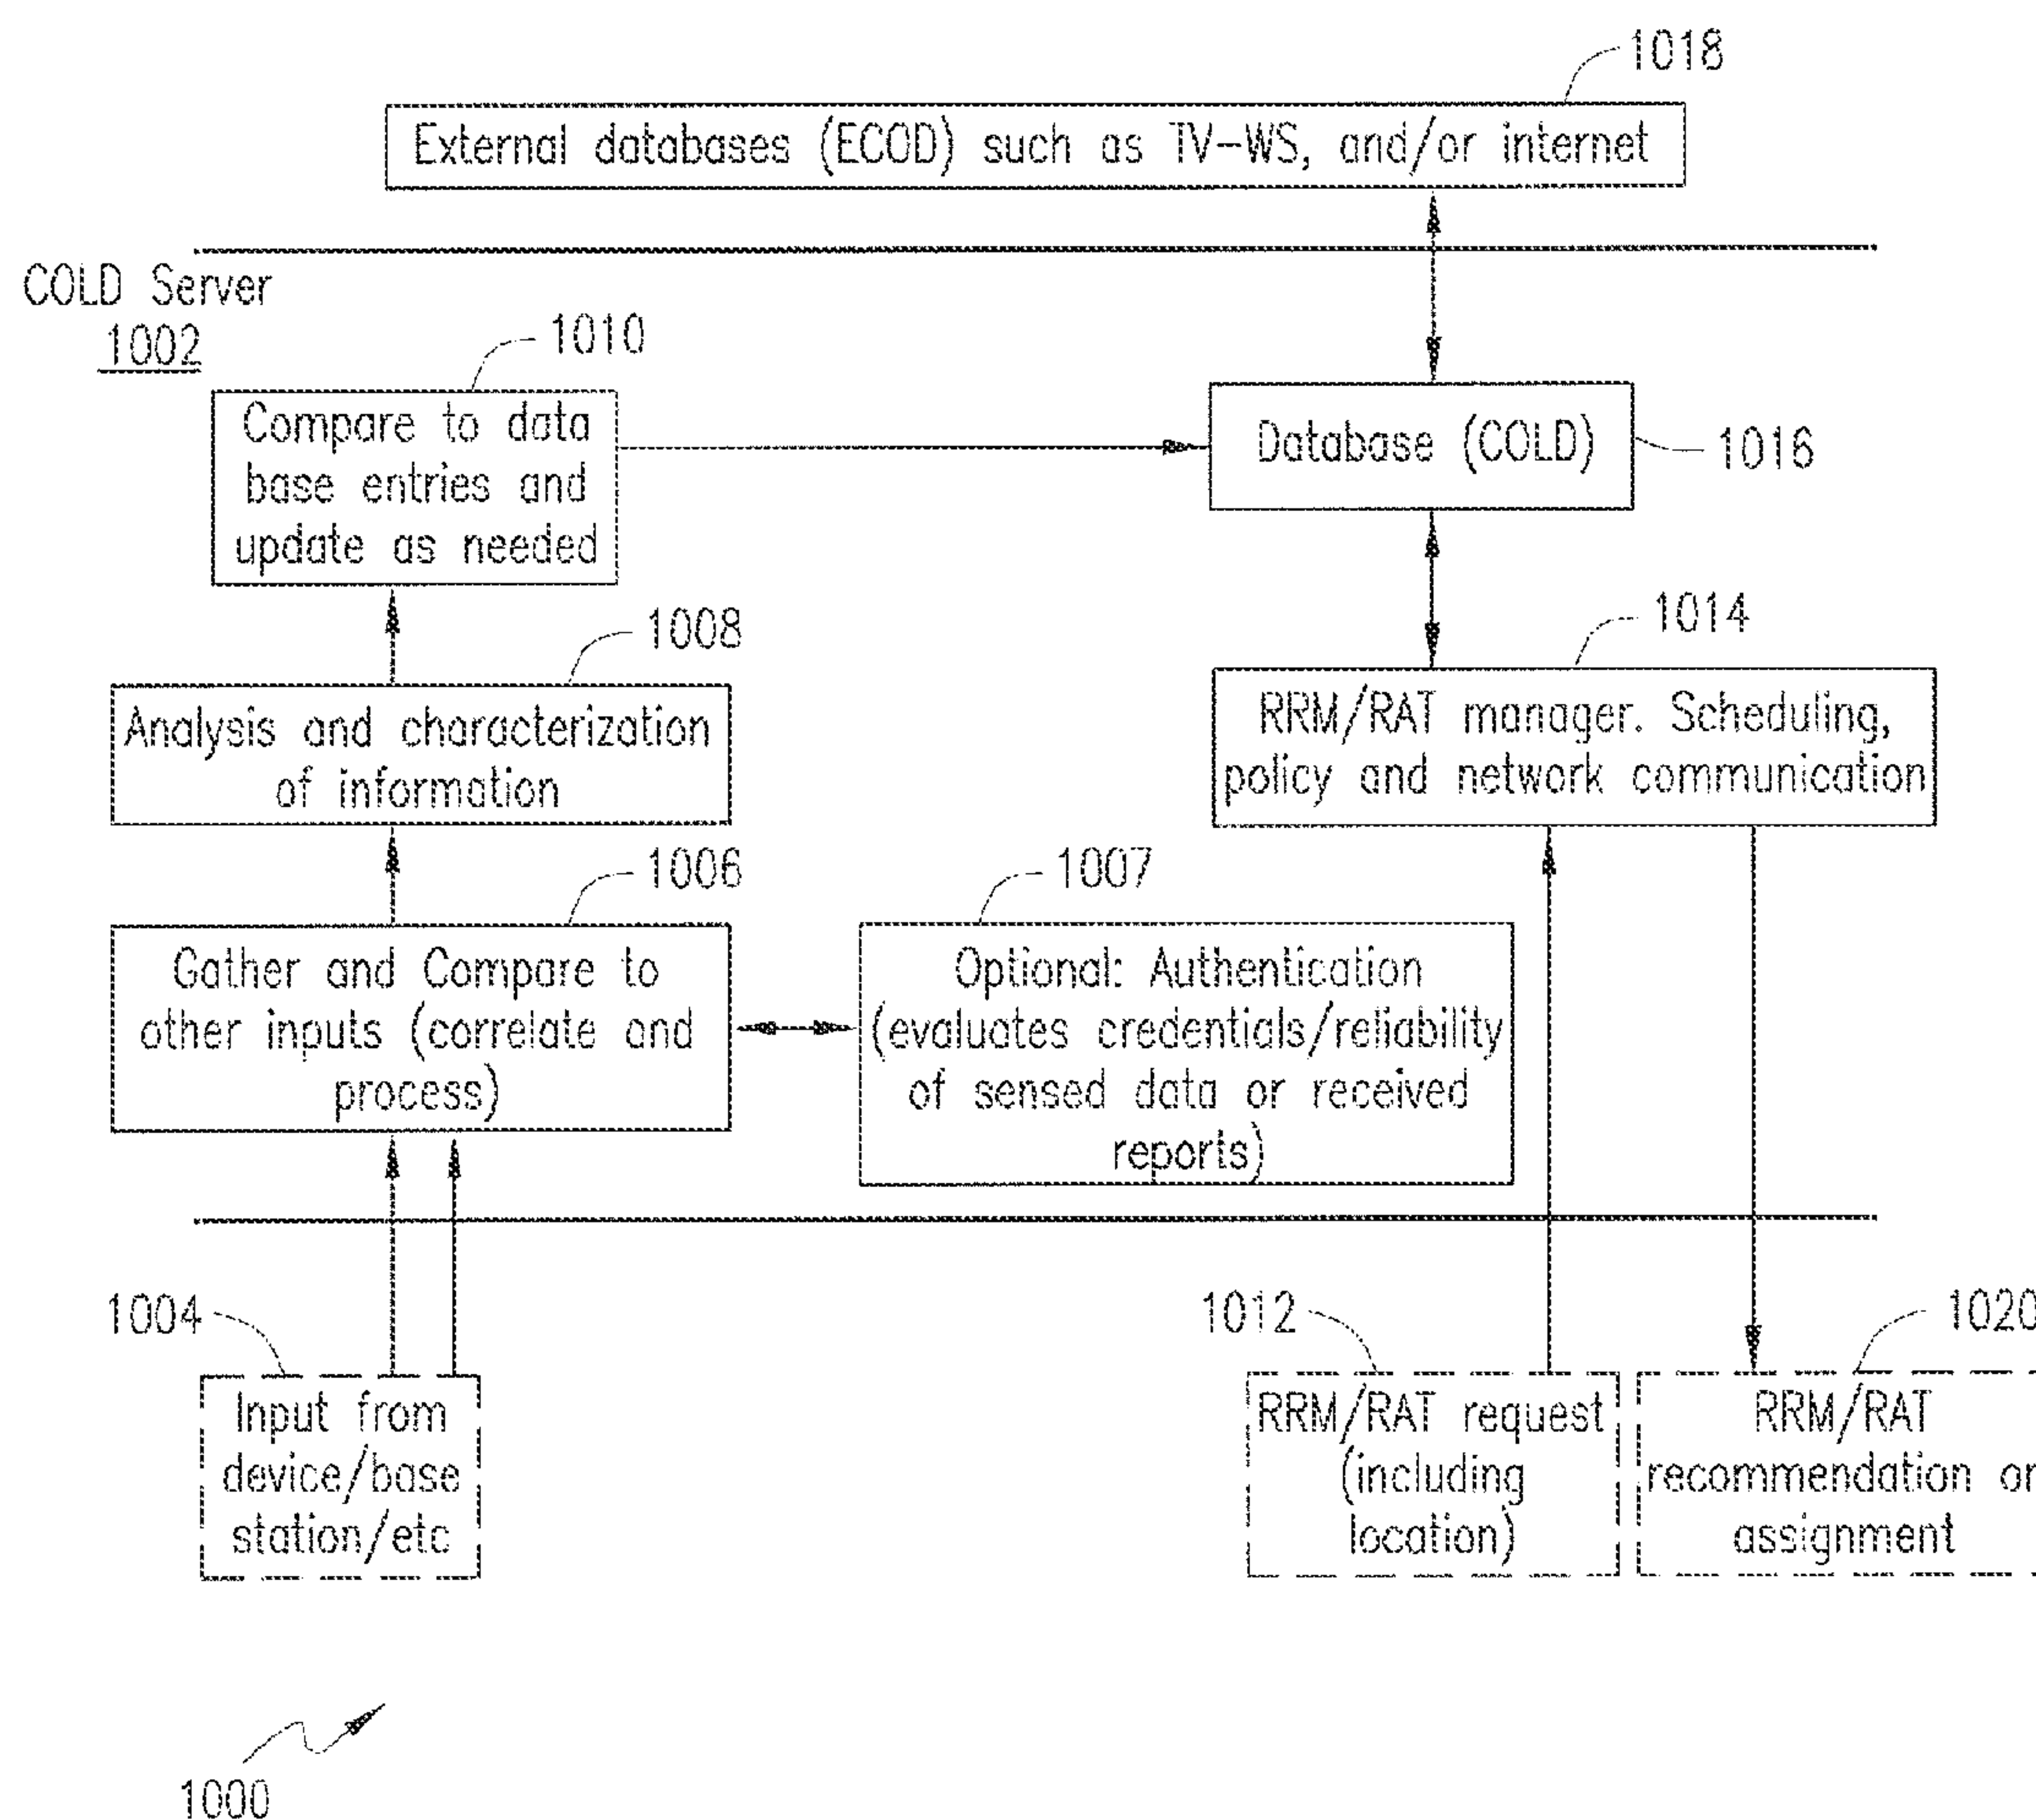 1018
External databases (ECOD) such as TV-WS, and/or internet
COLD Server
1002
1010
Compare to data
base entries and
update as needed
Database (COLD)
1016
1008
Analysis and characterization
of information
1014
RRM/RAT manager. Scheduling,
policy and network communication
1006
Gather and Compare to
other inputs (correlate and
process)
1007
Optional: Authentication
(evaluates credentials/reliability
of sensed data or received
reports)
1004
Input from
device/base
station/etc
1012
RRM/RAT request
(including
location)
1020
RRM/RAT
recommendation or
assignment
1000